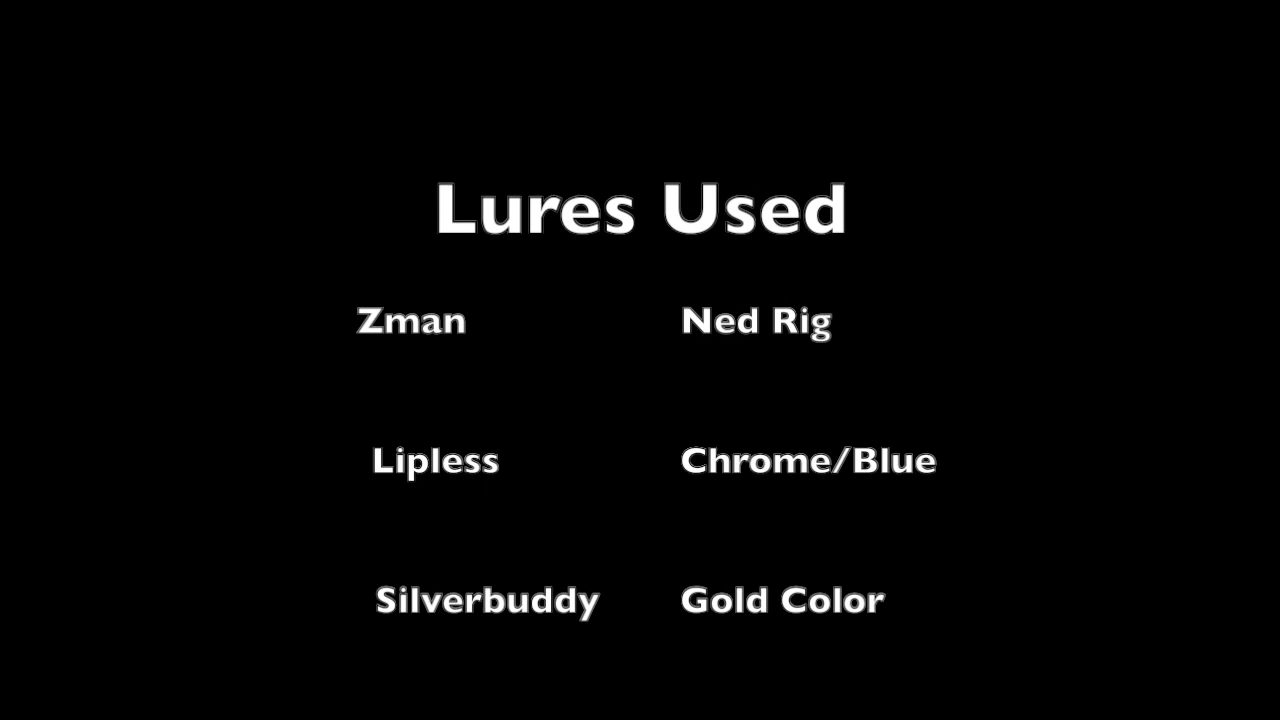 Lures Used
Zman Ned Rig
Lipless Chrome/Blue
Silverbuddy Gold Color